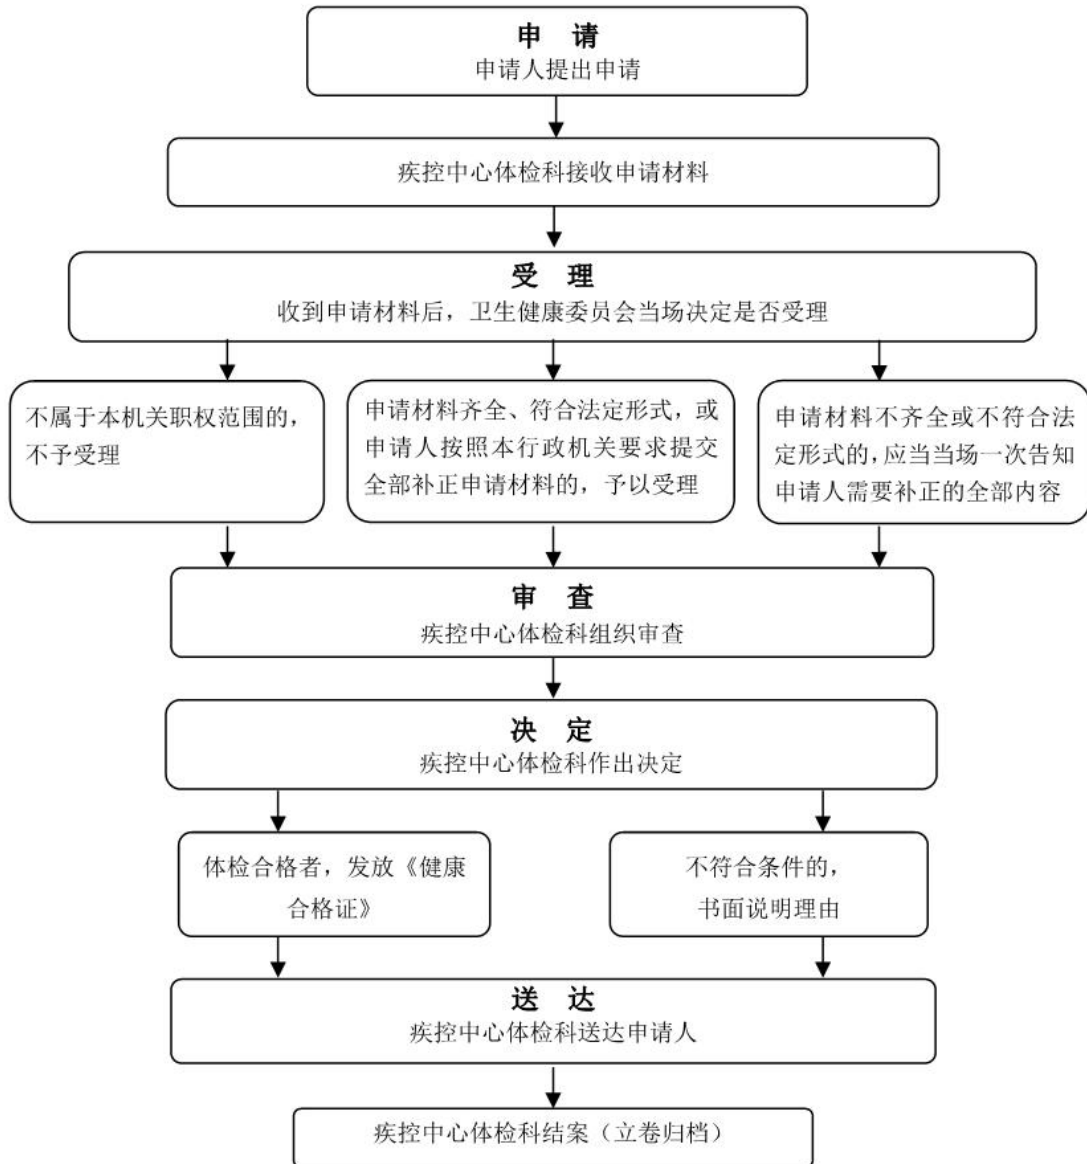 申 请
申请人提出申请
疾控中心体检科接收申请材料
受 理
收到申请材料后，卫生健康委员会当场决定是否受理
不属于本机关职权范围的，
不予受理
申请材料齐全、符合法定形式，或
申请人按照本行政机关要求提交
全部补正申请材料的，予以受理
申请材料不齐全或不符合法
定形式的，应当当场一次告知
申请人需要补正的全部内容
审 查
疾控中心体检科组织审查
决 定
疾控中心体检科作出决定
体检合格者，发放《健康
合格证》
不符合条件的，
书面说明理由
送 达
疾控中心体检科送达申请人
疾控中心体检科结案（立卷归档）